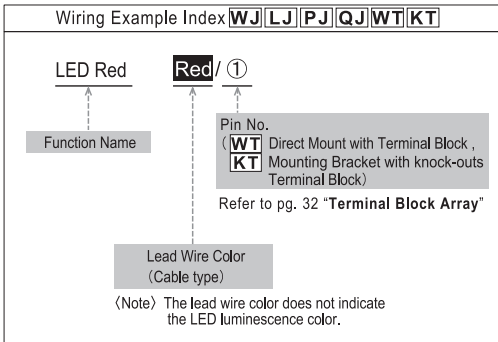 Wiring Example Index WJ LJ PJ QJ WT KT
LED Red Red/ ①
Function Name
Pin No.
(WT Direct Mount with Terminal Block,
KT Mounting Bracket with knock-outs
Terminal Block)
Refer to pg. 32 "Terminal Block Array"
Lead Wire Color
(Cable type)
〈Note〉 The lead wire color does not indicate
the LED luminescence color.